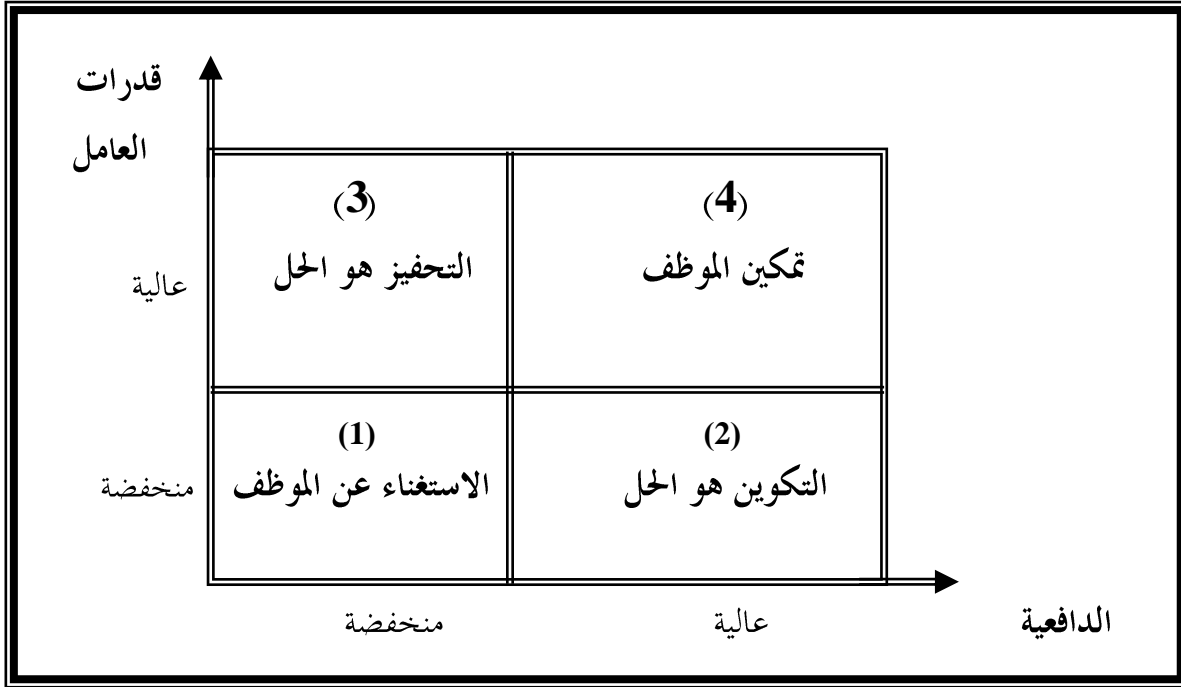 قدرات
العامل
(3)
التحفيز هو الحل
(4)
تمكين الموظف
عالية
(1)
الاستغناء عن الموظف
(2)
التكوين هو الحل
منخفضة
منخفضة
عالية
الدافعية